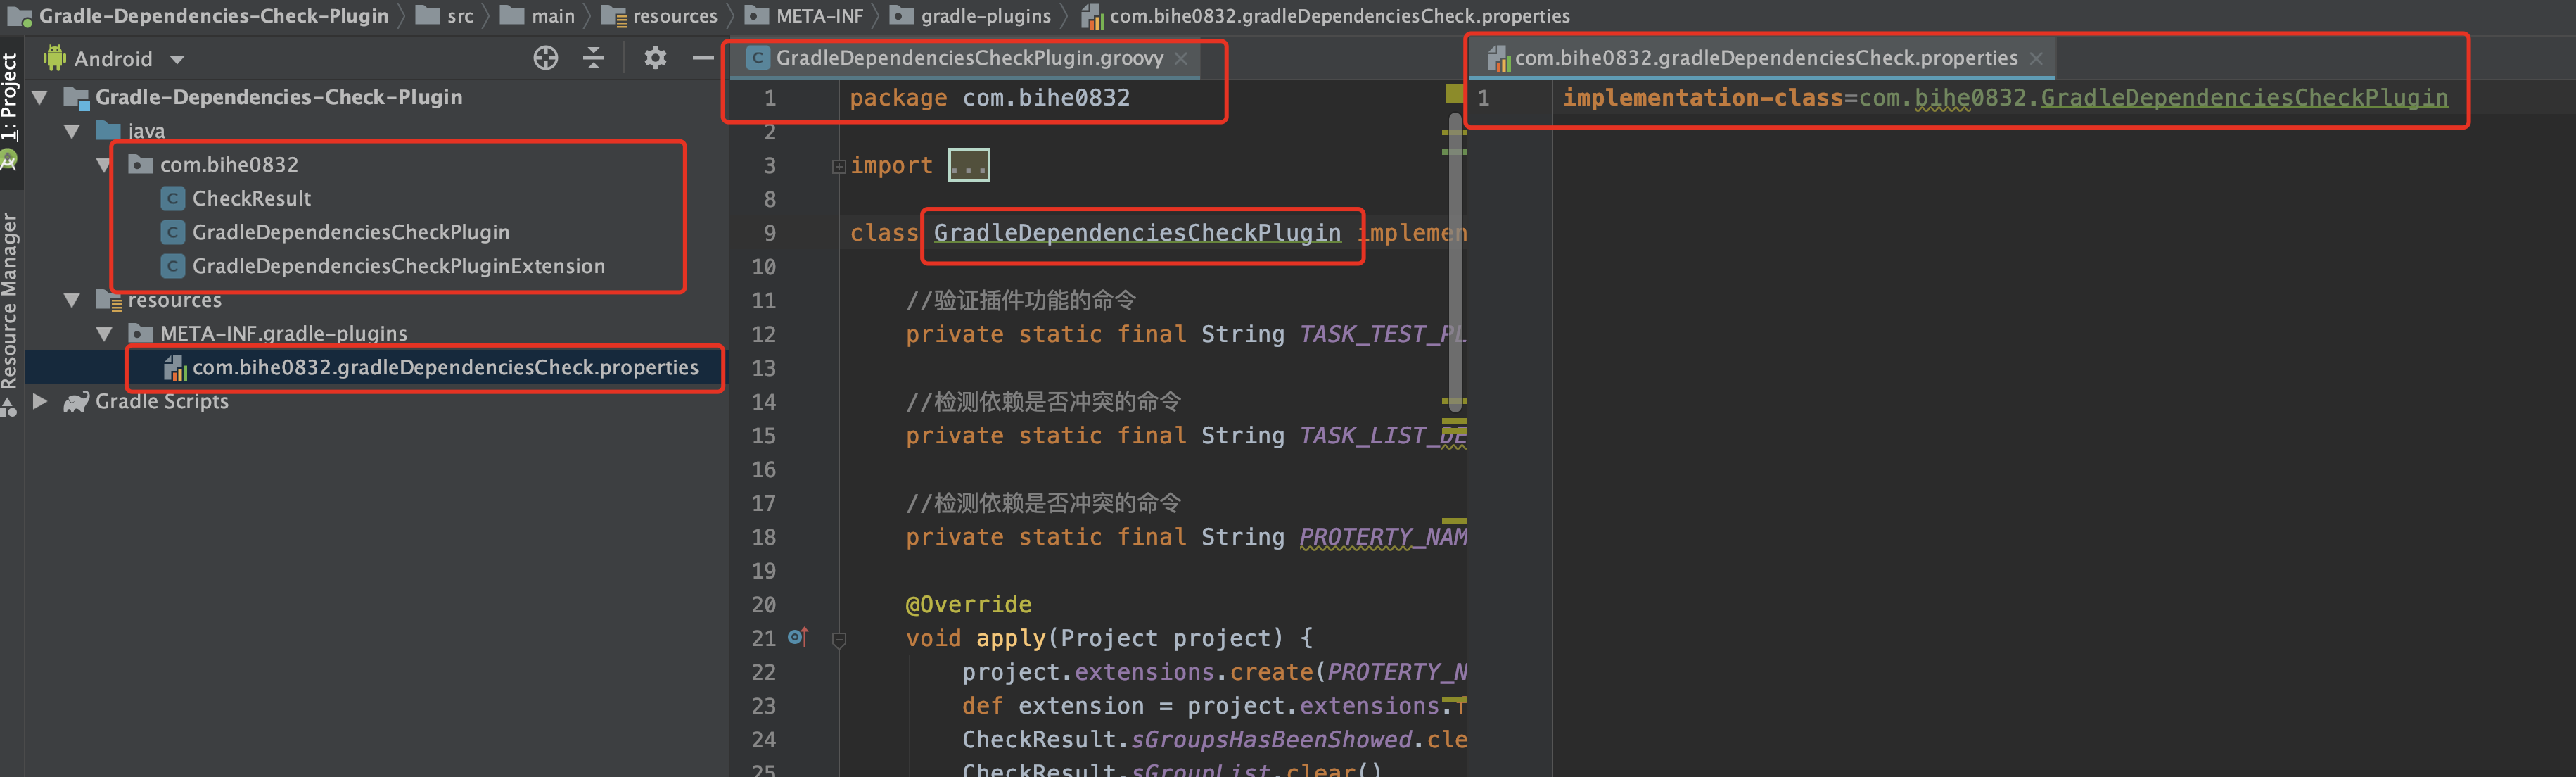 Gradle-Dependencies-Check-Plugin src main resources META-INF gradle-plugins com.bihe0832.gradleDependenciesCheck.properties
1: Project
Resource Manager
Android
Gradle-Dependencies-Check-Plugin
java
com.bihe0832
CheckResult
GradleDependenciesCheckPlugin
GradleDependenciesCheckPluginExtension
resources
META-INF.gradle-plugins
com.bihe0832.gradleDependenciesCheck.properties
Gradle Scripts
GradleDependenciesCheckPlugin.groovy
1 package com.bihe0832
2
3 import ...
8
9 class GradleDependenciesCheckPlugin implemen
10
11 //验证插件功能的命令
12 private static final String TASK_TEST_PL
13
14 //检测依赖是否冲突的命令
15 private static final String TASK_LIST_DE
16
17 //检测依赖是否冲突的命令
18 private static final String PROTERTY_NAM
19
20 @Override
21 void apply(Project project) {
22 project.extensions.create(PROTERTY_N
23 def extension = project.extensions.
24 CheckResult.sGroupsHasBeenShowed.cle
25 CheckResult.sGroupList.clear()
com.bihe0832.gradleDependenciesCheck.properties
1 implementation-class=com.bihe0832.GradleDependenciesCheckPlugin